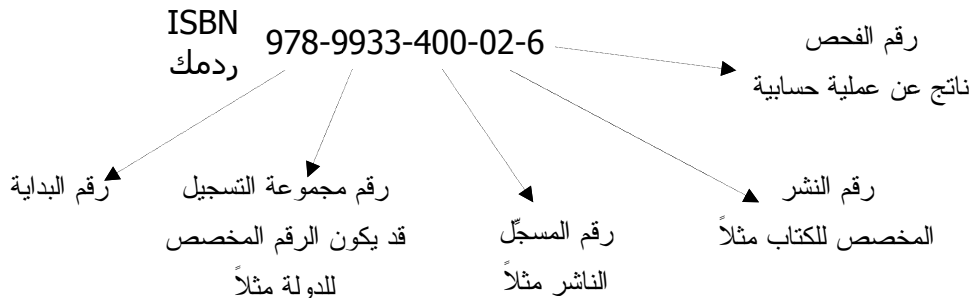 ISBN
ردمك
978-9933-400-02-6
رقم الفحص
ناتج عن عملية حسابية
رقم البداية
رقم مجموعة التسجيل
قد يكون الرقم المخصص
للدولة مثلاً
رقم المسجِّل
الناشر مثلاً
رقم النشر
المخصص للكتاب مثلاً